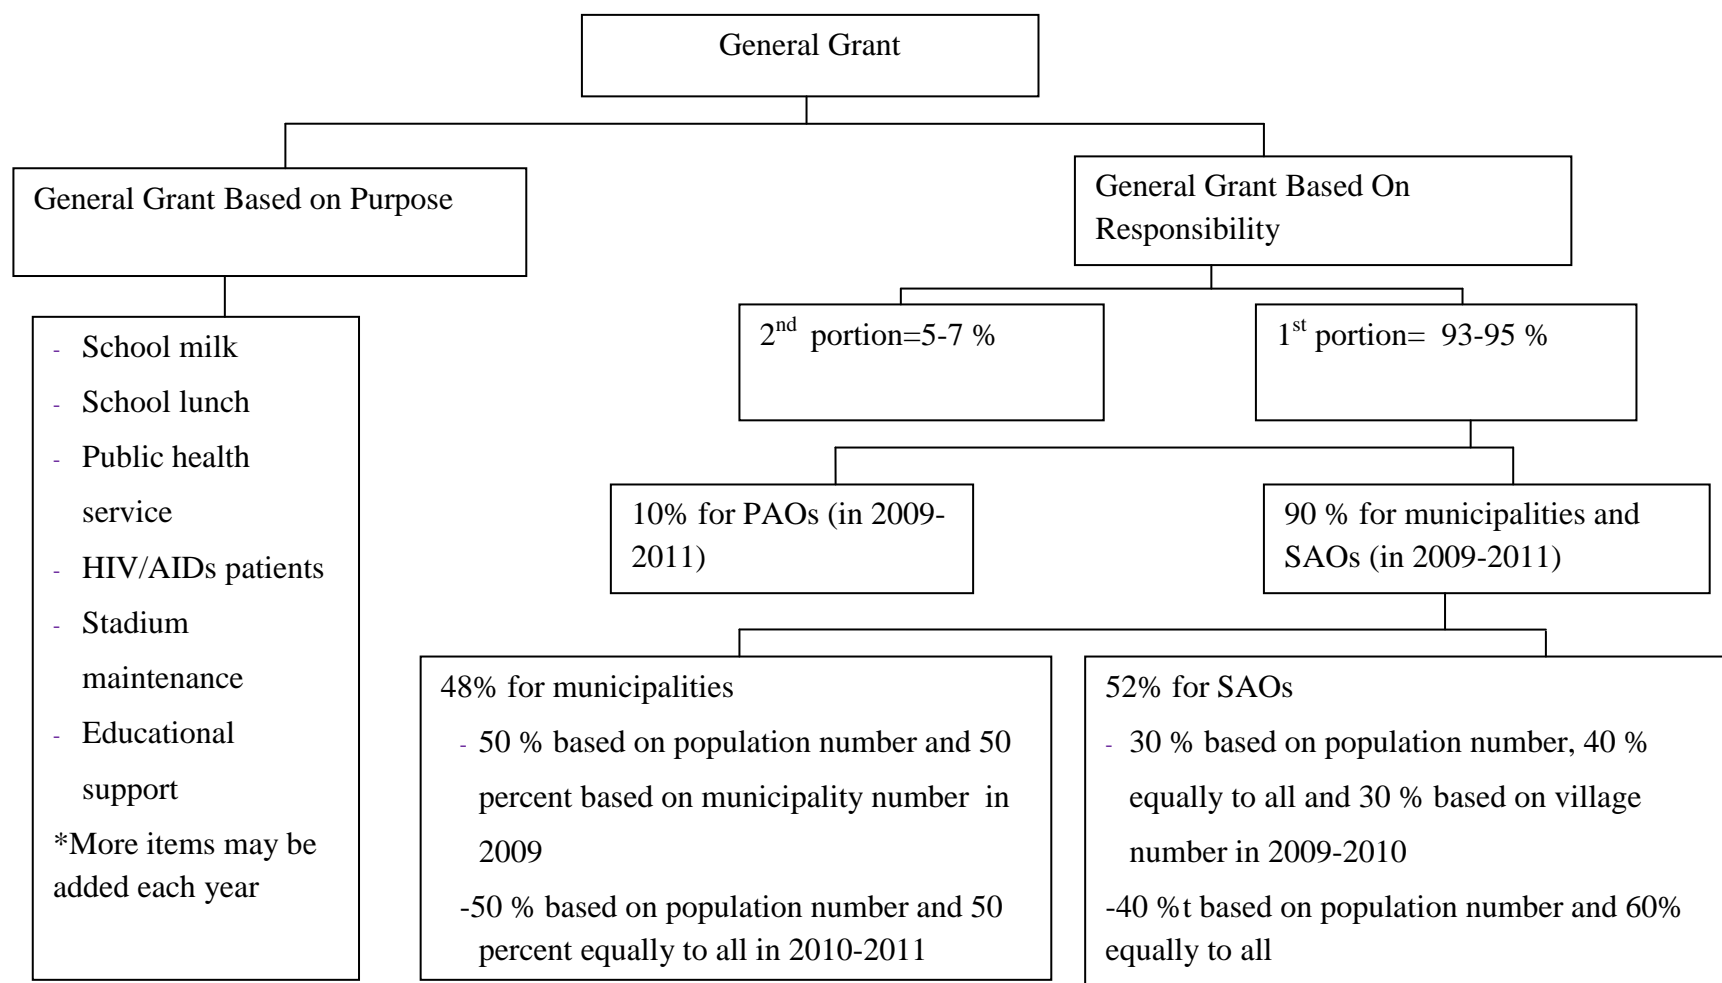 General Grant
General Grant Based on Purpose
General Grant Based On
Responsibility
- School milk
- School lunch
- Public health
service
- HIV/AIDs patients
- Stadium
maintenance
- Educational
support
*More items may be
added each year
2nd portion=5-7 %
1st portion= 93-95 %
10% for PAOs (in 2009-
2011)
90 % for municipalities and
SAOs (in 2009-2011)
48% for municipalities
- 50 % based on population number and 50
percent based on municipality number in
2009
-50 % based on population number and 50
percent equally to all in 2010-2011
52% for SAOs
- 30 % based on population number, 40 %
equally to all and 30 % based on village
number in 2009-2010
-40 %t based on population number and 60%
equally to all